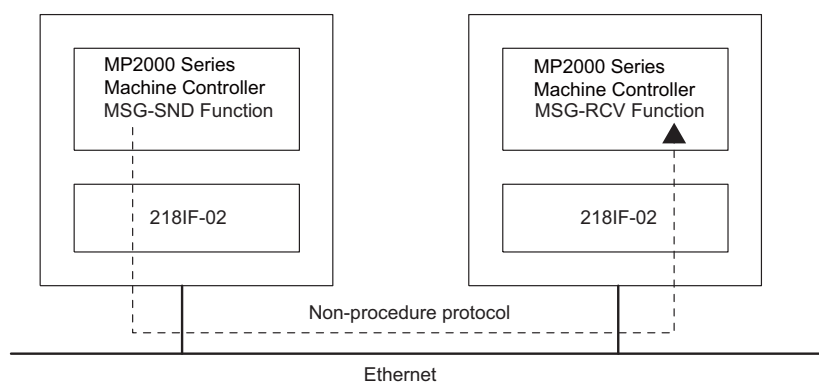 MP2000 Series
Machine Controller
MSG-SND Function
218IF-02
MP2000 Series
Machine Controller
MSG-RCV Function
218IF-02
Non-procedure protocol
Ethernet